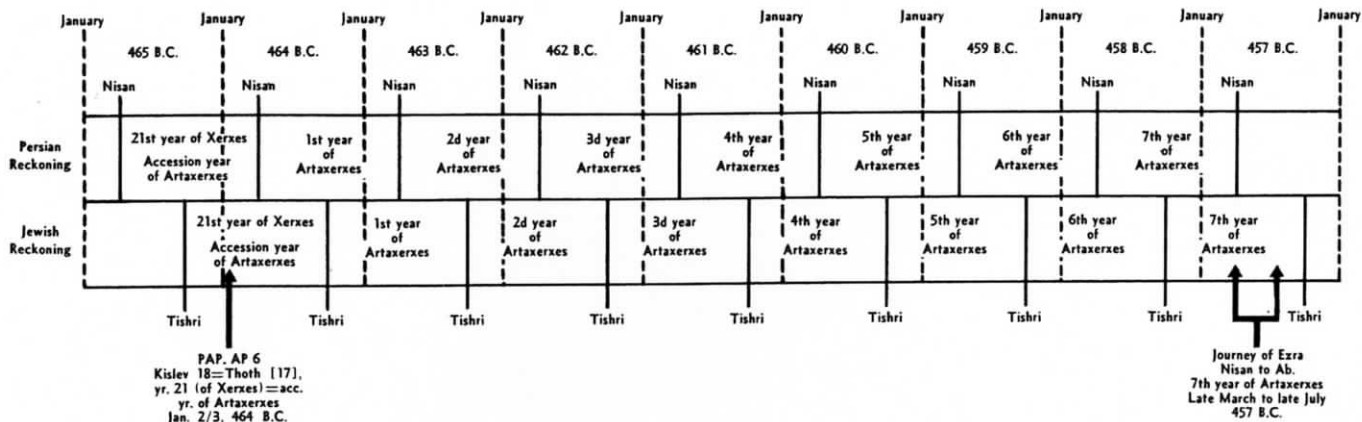 January January January January January January January January January January
465 B.C. 464 B.C. 463 B.C. 462 B.C. 461 B.C. 460 B.C. 459 B.C. 458 B.C. 457 B.C.
Nisan Nisan Nisan Nisan Nisan Nisan Nisan Nisan Nisan
Persian
Reckoning
21st year of Xerxes
Accession year
of Artaxerxes
1st year
of
Artaxerxes
2d year
of
Artaxerxes
3d year
of
Artaxerxes
4th year
of
Artaxerxes
5th year
of
Artaxerxes
6th year
of
Artaxerxes
7th year
of
Artaxerxes
Jewish
Reckoning
21st year of Xerxes
Accession year
of Artaxerxes
1st year
of
Artaxerxes
2d year
of
Artaxerxes
3d year
of
Artaxerxes
4th year
of
Artaxerxes
5th year
of
Artaxerxes
6th year
of
Artaxerxes
7th year
of
Artaxerxes
Tishri Tishri Tishri Tishri Tishri Tishri Tishri Tishri Tishri
PAP. AP 6
Kislev 18=Thoth [17],
yr. 21 (of Xerxes)=acc.
yr. of Artaxerxes
Jan. 2/3, 464 B.C.
Journey of Ezra
Nisan to Ab.
7th year of Artaxerxes
Late March to late July
457 B.C.